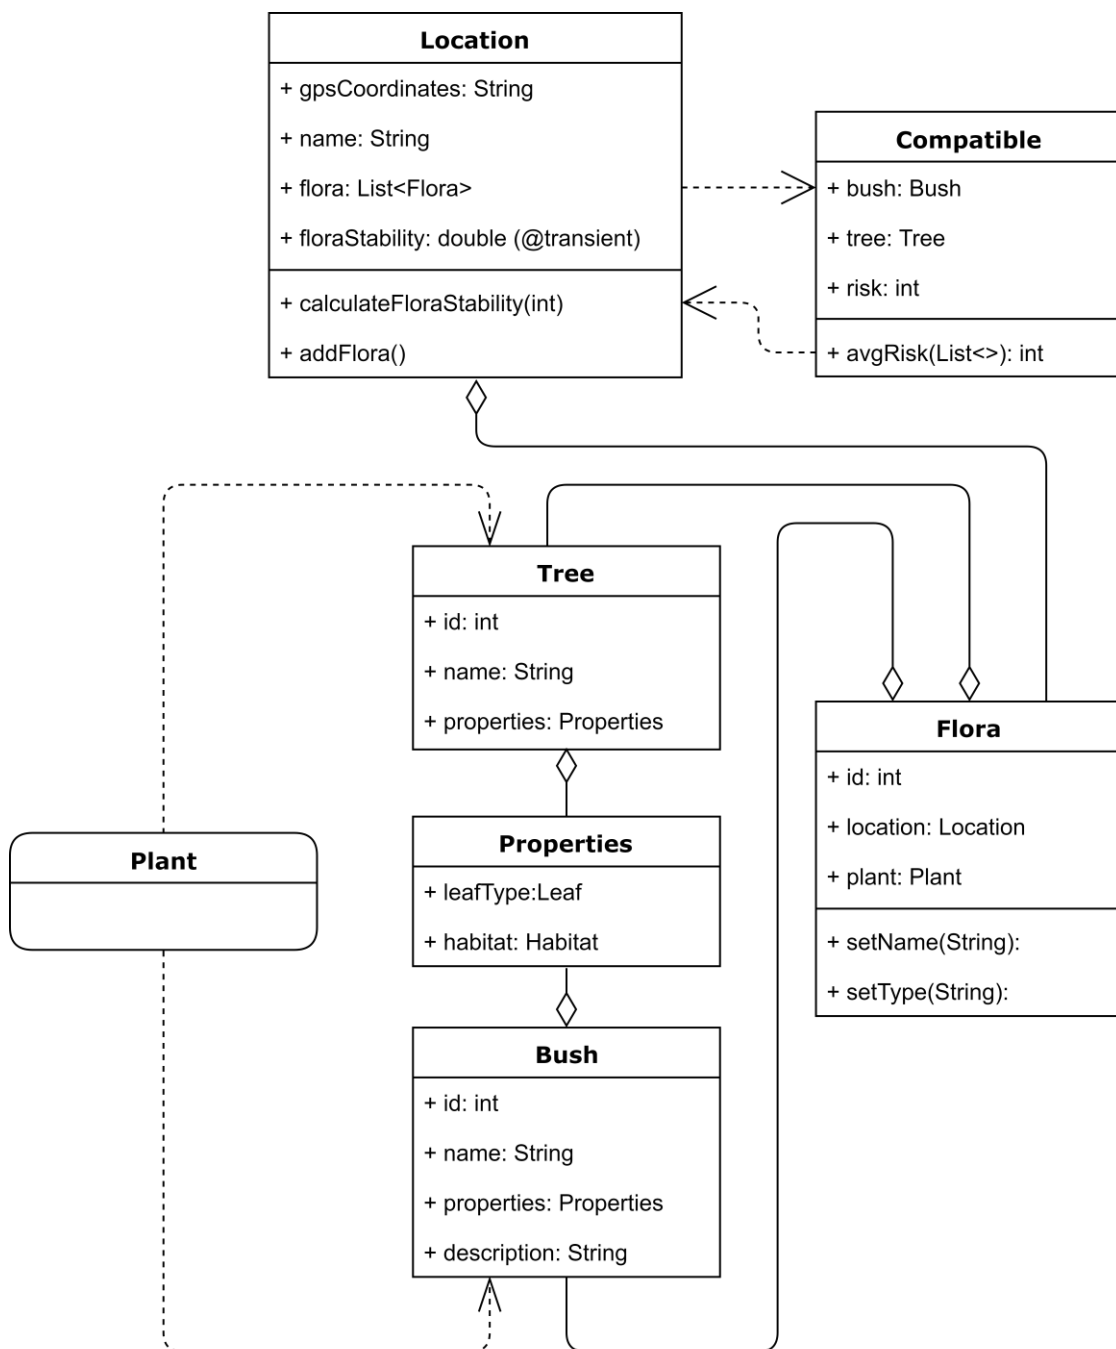 Location
+ gpsCoordinates: String
+ name: String
+ flora: List<Flora>
+ floraStability: double (@transient)
+ calculateFloraStability(int)
+ addFlora()
Compatible
+ bush: Bush
+ tree: Tree
+ risk: int
+ avgRisk(List<>): int
Tree
+ id: int
+ name: String
+ properties: Properties
Flora
+ id: int
+ location: Location
+ plant: Plant
+ setName(String):
+ setType(String):
Plant
Properties
+ leafType:Leaf
+ habitat: Habitat
Bush
+ id: int
+ name: String
+ properties: Properties
+ description: String